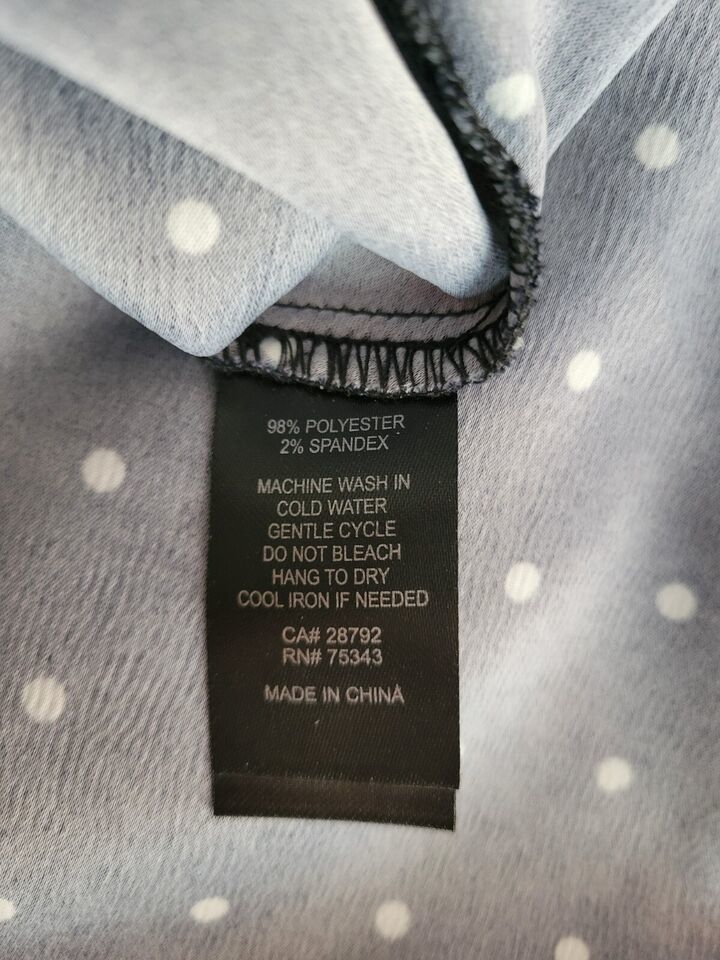 98% POLYESTER
2% SPANDEX
MACHINE WASH IN
COLD WATER
GENTLE CYCLE
DO NOT BLEACH
HANG TO DRY
COOL IRON IF NEEDED
CA# 28792
RN# 75343
MADE IN CHINA